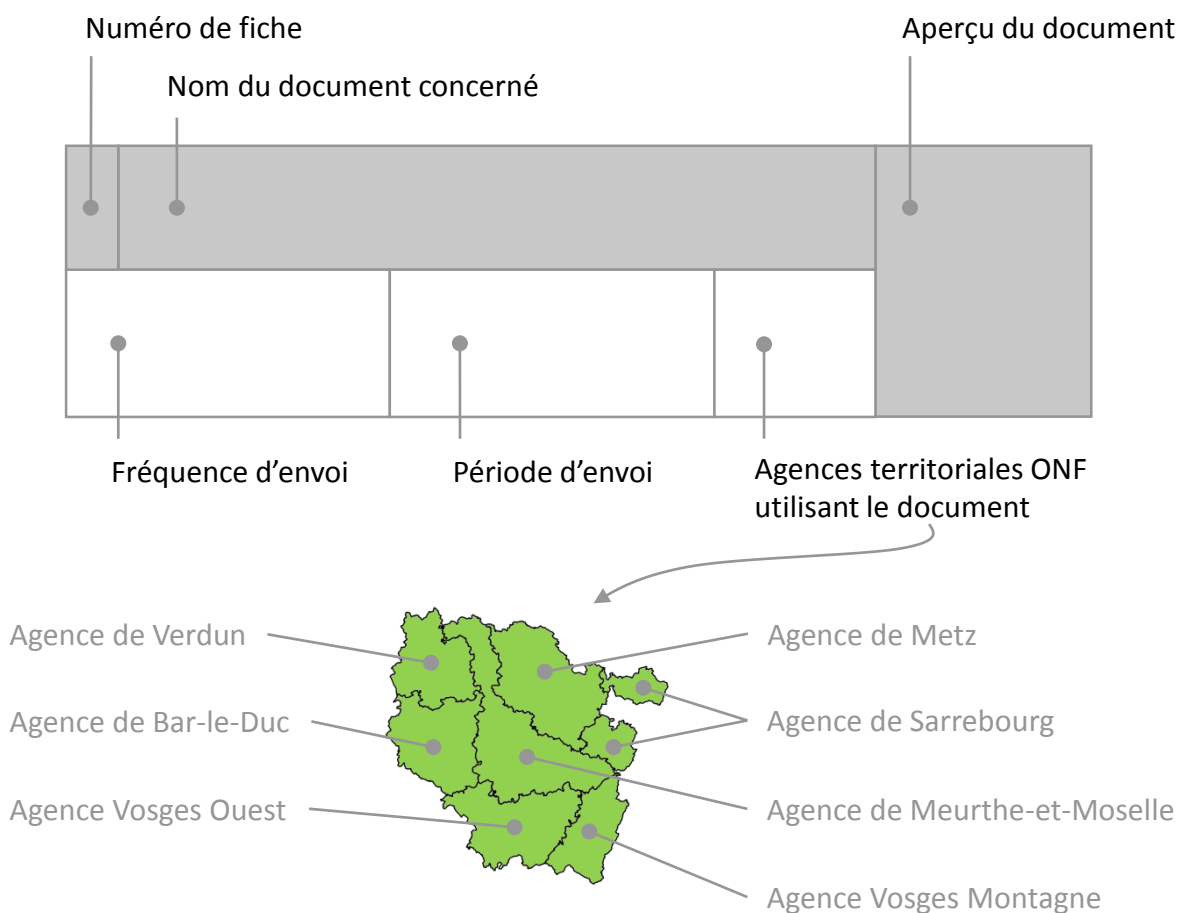 Numéro de fiche
Aperçu du document
Nom du document concerné
Fréquence d’envoi
Période d’envoi
Agences territoriales ONF
utilisant le document
Agence de Verdun
Agence de Metz
Agence de Bar-le-Duc
Agence de Sarrebourg
Agence Vosges Ouest
Agence de Meurthe-et-Moselle
Agence Vosges Montagne